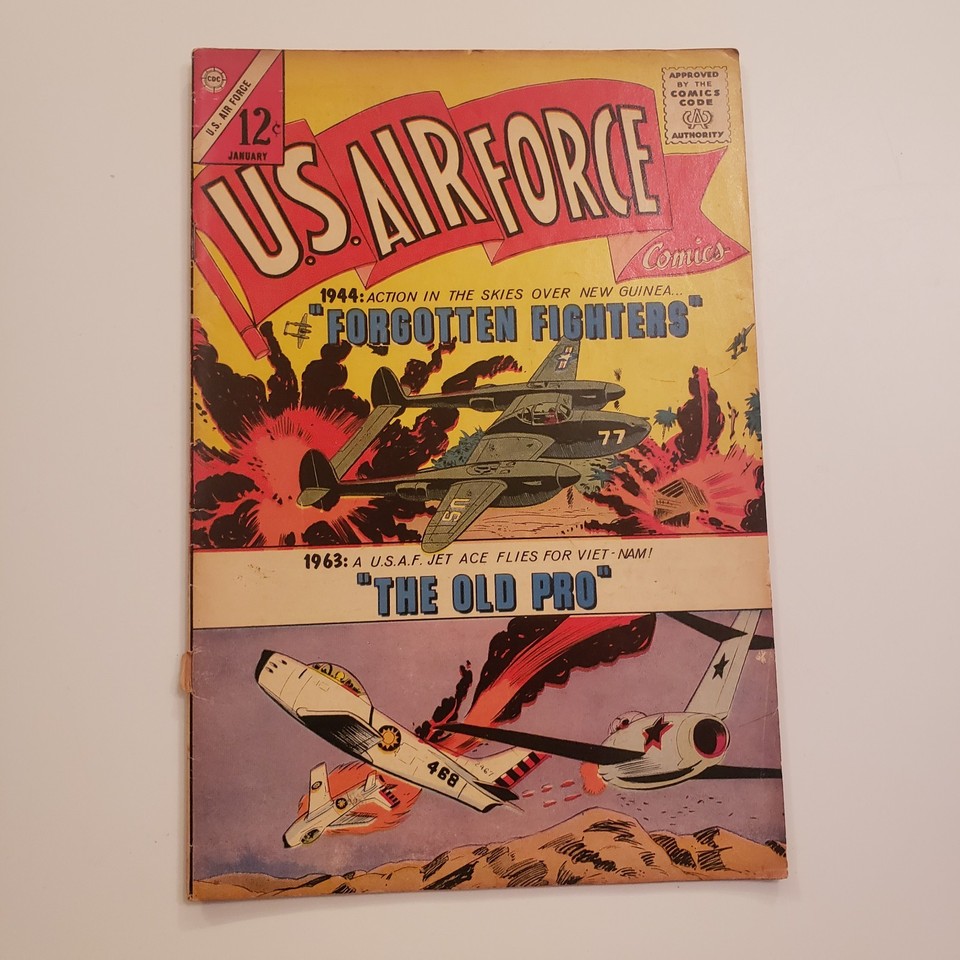 CDC
U.S. AIR FORCE
12¢
JANUARY
APPROVED
BY THE
COMICS
CODE
AUTHORITY
U.S. AIR FORCE
Comics
1944: ACTION IN THE SKIES OVER NEW GUINEA...
"FORGOTTEN FIGHTERS"
77
US
1963: A U.S.A.F. JET ACE FLIES FOR VIET-NAM!
"THE OLD PRO"
468